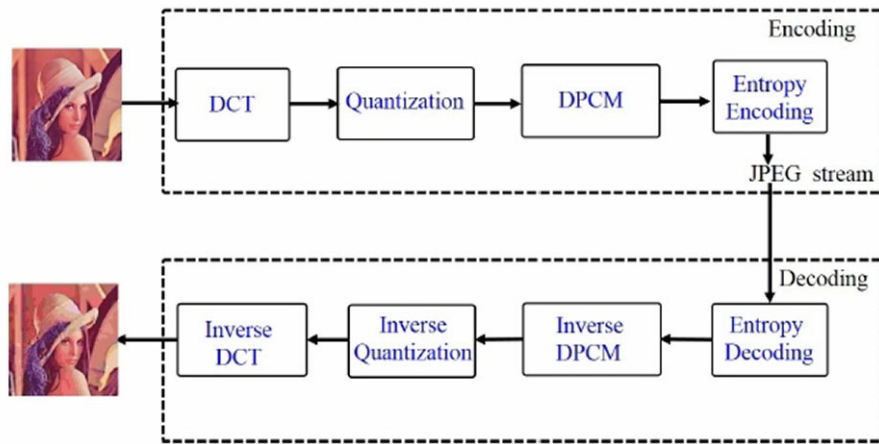 Encoding
DCT
Quantization
DPCM
Entropy
Encoding
JPEG stream
Decoding
Inverse
DCT
Inverse
Quantization
Inverse
DPCM
Entropy
Decoding